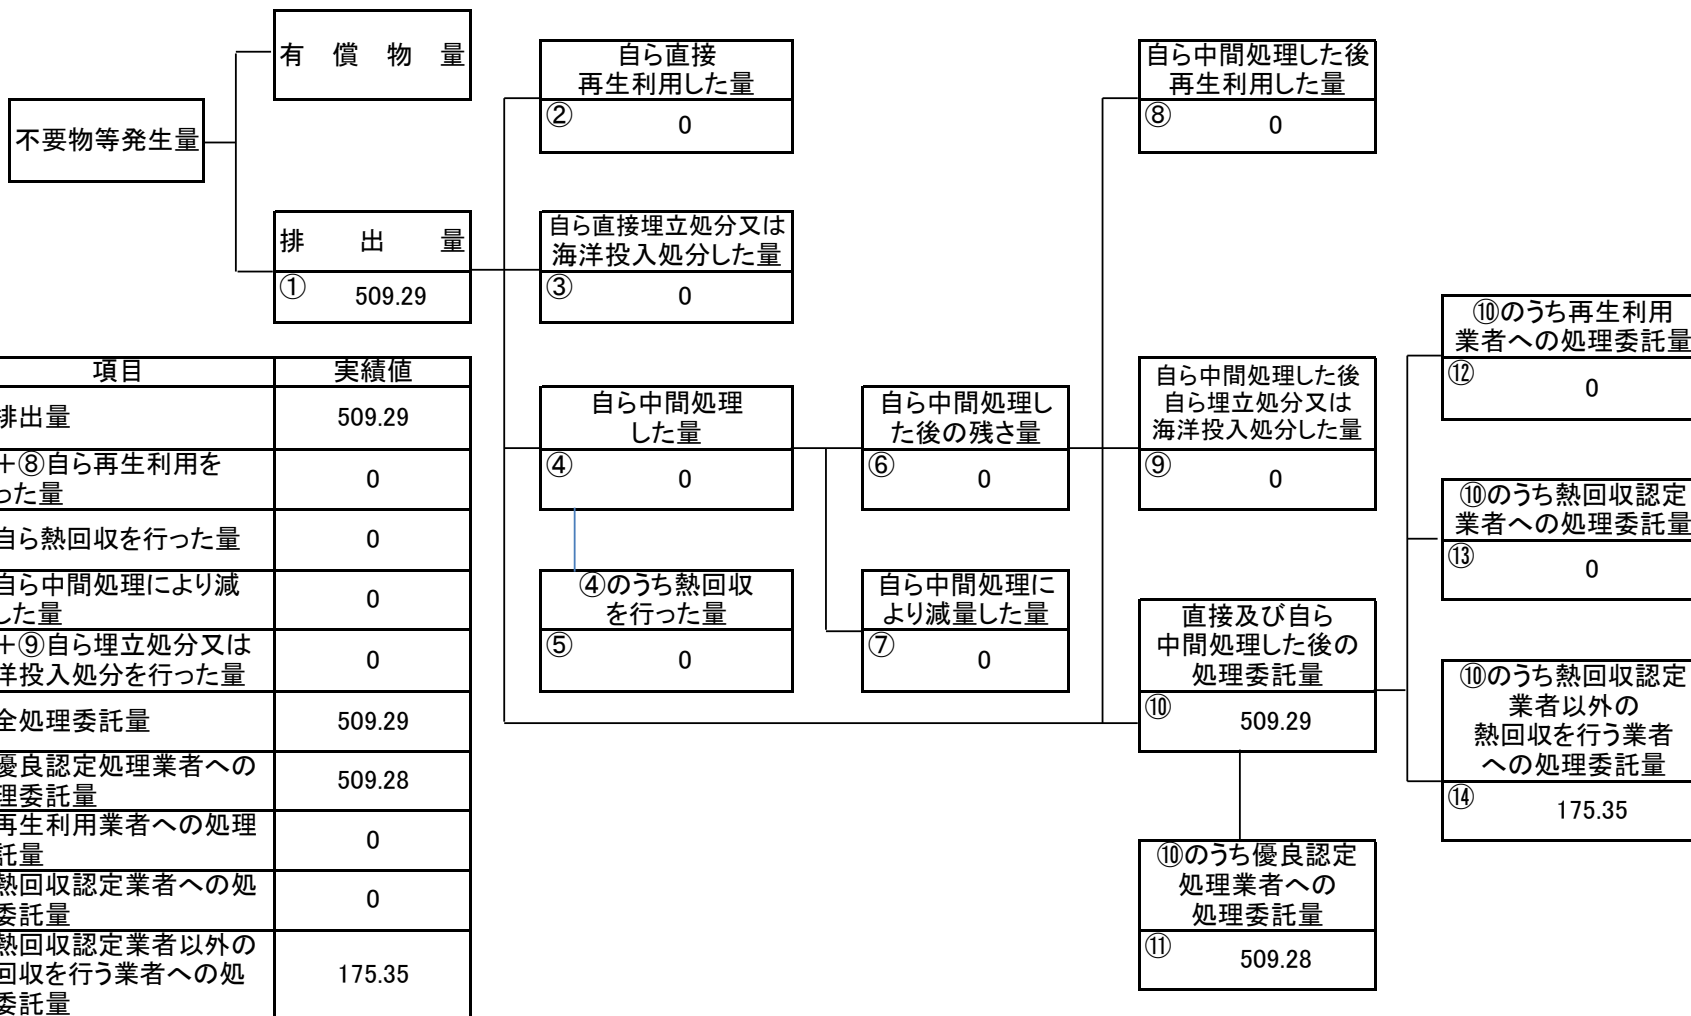 有償物量
不要物等発生量
排出量
①
509.29
自ら直接
再生利用した量
②
0
自ら直接埋立処分又は
海洋投入処分した量
③
0
自ら中間処理
した量
④
0
④のうち熱回収
を行った量
⑤
0
自ら中間処理し
た後の残さ量
⑥
0
自ら中間処理に
より減量した量
⑦
0
自ら中間処理した後
再生利用した量
⑧
0
自ら中間処理した後
自ら埋立処分又は
海洋投入処分した量
⑨
0
直接及び自ら
中間処理した後の
処理委託量
⑩
509.29
⑩のうち優良認定
処理業者への
処理委託量
⑪
509.28
⑩のうち再生利用
業者への処理委託量
⑫
0
⑩のうち熱回収認定
業者への処理委託量
⑬
0
⑩のうち熱回収認定
業者以外の
熱回収を行う業者
への処理委託量
⑭
175.35
項目
実績値
排出量
509.29
+⑧自ら再生利用を
った量
0
自ら熱回収を行った量
0
自ら中間処理により減
した量
0
+⑨自ら埋立処分又は
洋投入処分を行った量
0
全処理委託量
509.29
優良認定処理業者への
理委託量
509.28
再生利用業者への処理
託量
0
熱回収認定業者への処
委託量
0
熱回収認定業者以外の
回収を行う業者への処
委託量
175.35